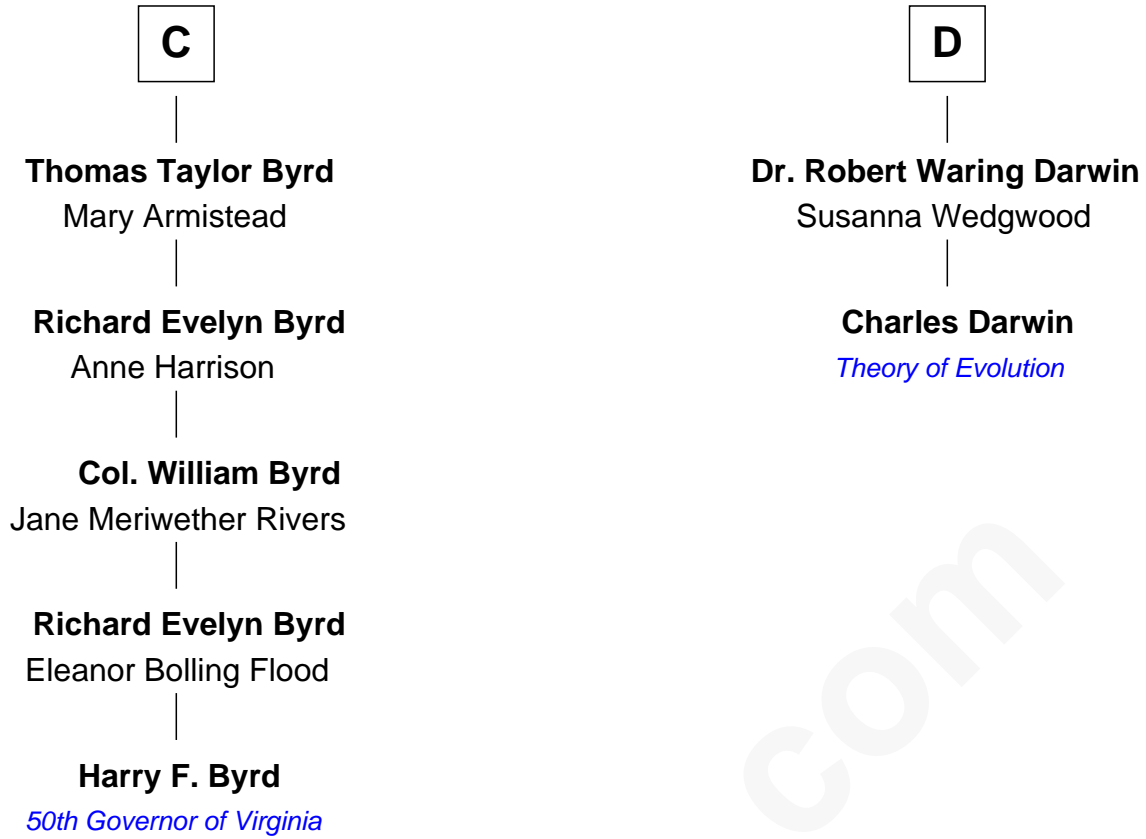 C
Thomas Taylor Byrd
Mary Armistead
Richard Evelyn Byrd
Anne Harrison
Col. William Byrd
Jane Meriwether Rivers
Richard Evelyn Byrd
Eleanor Bolling Flood
Harry F. Byrd
50th Governor of Virginia
D
Dr. Robert Waring Darwin
Susanna Wedgwood
Charles Darwin
Theory of Evolution
com